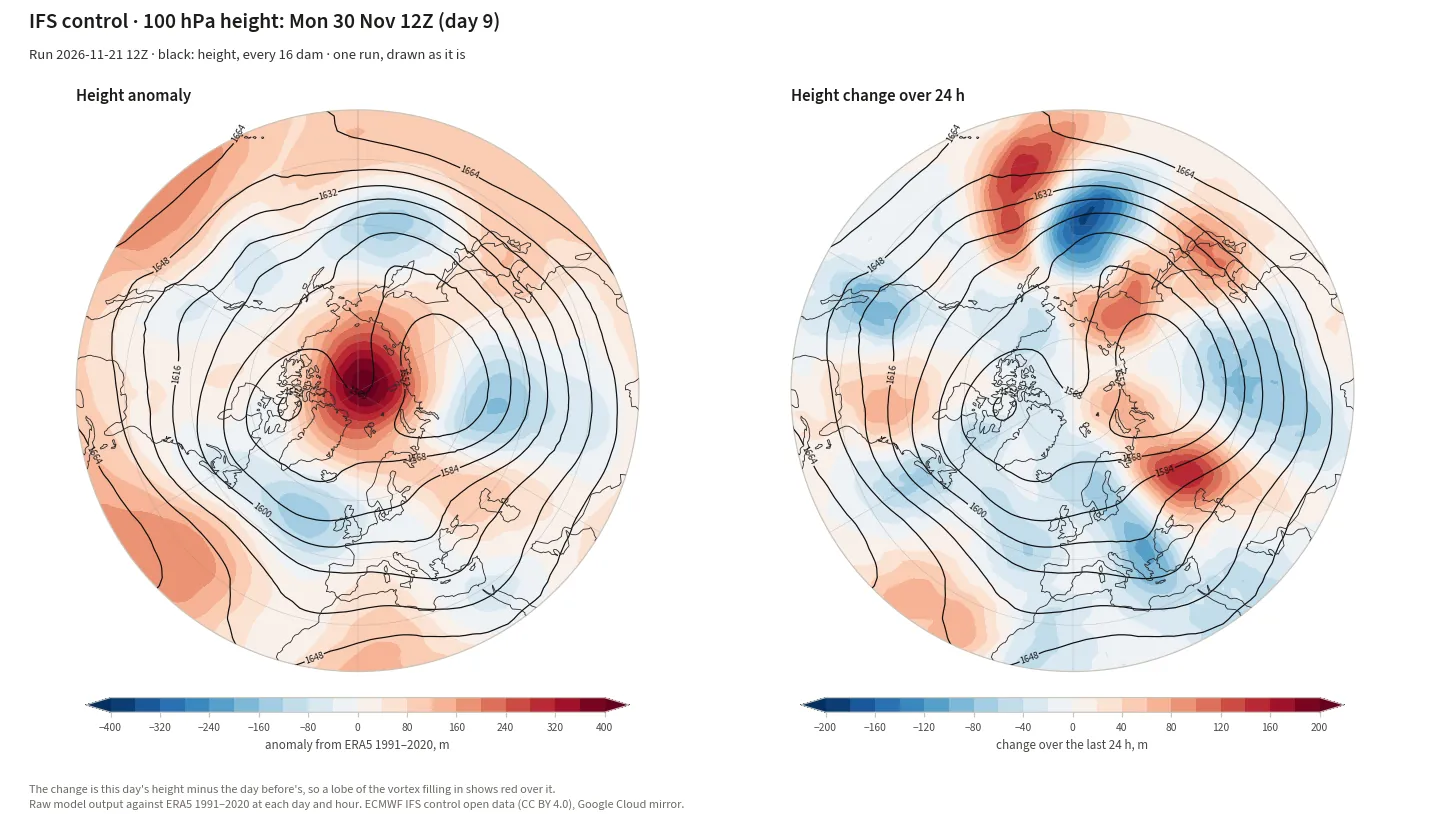 IFS control · 100 hPa height: Mon 30 Nov 12Z (day 9)
Run 2026-11-21 12Z · black: height, every 16 dam · one run, drawn as it is
Height anomaly
1664
1664
1632
1648
1616
1568
1584
1600
1664
1648
−400 −320 −240 −160 −80 0 80 160 240 320 400
anomaly from ERA5 1991–2020, m
Height change over 24 h
1664
1664
1632
1648
1616
1568
1568
1584
1600
1664
1648
−200 −160 −120 −80 −40 0 40 80 120 160 200
change over the last 24 h, m
The change is this day's height minus the day before's, so a lobe of the vortex filling in shows red over it.
Raw model output against ERA5 1991–2020 at each day and hour. ECMWF IFS control open data (CC BY 4.0), Google Cloud mirror.